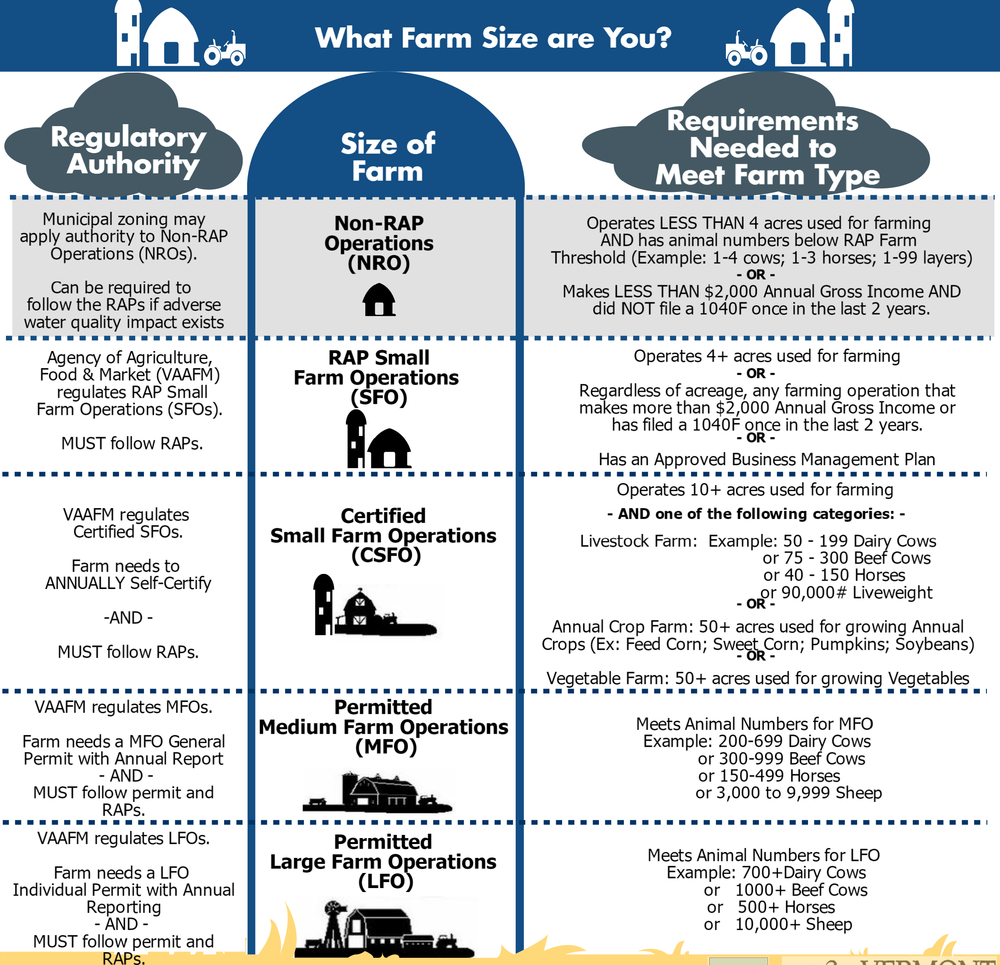 What Farm Size are You?
Regulatory
Authority
Size of
Farm
Requirements
Needed to
Meet Farm Type
Municipal zoning may
apply authority to Non-RAP
Operations (NROs).
Can be required to
follow the RAPs if adverse
water quality impact exists
Non-RAP
Operations
(NRO)
Operates LESS THAN 4 acres used for farming
AND has animal numbers below RAP Farm
Threshold (Example: 1-4 cows; 1-3 horses; 1-99 layers)
- OR -
Makes LESS THAN $2,000 Annual Gross Income AND
did NOT file a 1040F once in the last 2 years.
Agency of Agriculture,
Food & Market (VAAFM)
regulates RAP Small
Farm Operations (SFOs).
MUST follow RAPs.
RAP Small
Farm Operations
(SFO)
Operates 4+ acres used for farming
- OR -
Regardless of acreage, any farming operation that
makes more than $2,000 Annual Gross Income or
has filed a 1040F once in the last 2 years.
- OR -
Has an Approved Business Management Plan
VAAFM regulates
Certified SFOs.
Farm needs to
ANNUALLY Self-Certify
-AND -
MUST follow RAPs.
Certified
Small Farm Operations
(CSFO)
Operates 10+ acres used for farming
- AND one of the following categories: -
Livestock Farm: Example: 50 - 199 Dairy Cows
or 75 - 300 Beef Cows
or 40 - 150 Horses
or 90,000# Liveweight
- OR -
Annual Crop Farm: 50+ acres used for growing Annual
Crops (Ex: Feed Corn; Sweet Corn; Pumpkins; Soybeans)
- OR -
Vegetable Farm: 50+ acres used for growing Vegetables
VAAFM regulates MFOs.
Farm needs a MFO General
Permit with Annual Report
- AND -
MUST follow permit and
RAPs.
Permitted
Medium Farm Operations
(MFO)
Meets Animal Numbers for MFO
Example: 200-699 Dairy Cows
or 300-999 Beef Cows
or 150-499 Horses
or 3,000 to 9,999 Sheep
VAAFM regulates LFOs.
Farm needs a LFO
Individual Permit with Annual
Reporting
- AND -
MUST follow permit and
RAPs.
Permitted
Large Farm Operations
(LFO)
Meets Animal Numbers for LFO
Example: 700+Dairy Cows
or 1000+ Beef Cows
or 500+ Horses
or 10,000+ Sheep
VERMONT